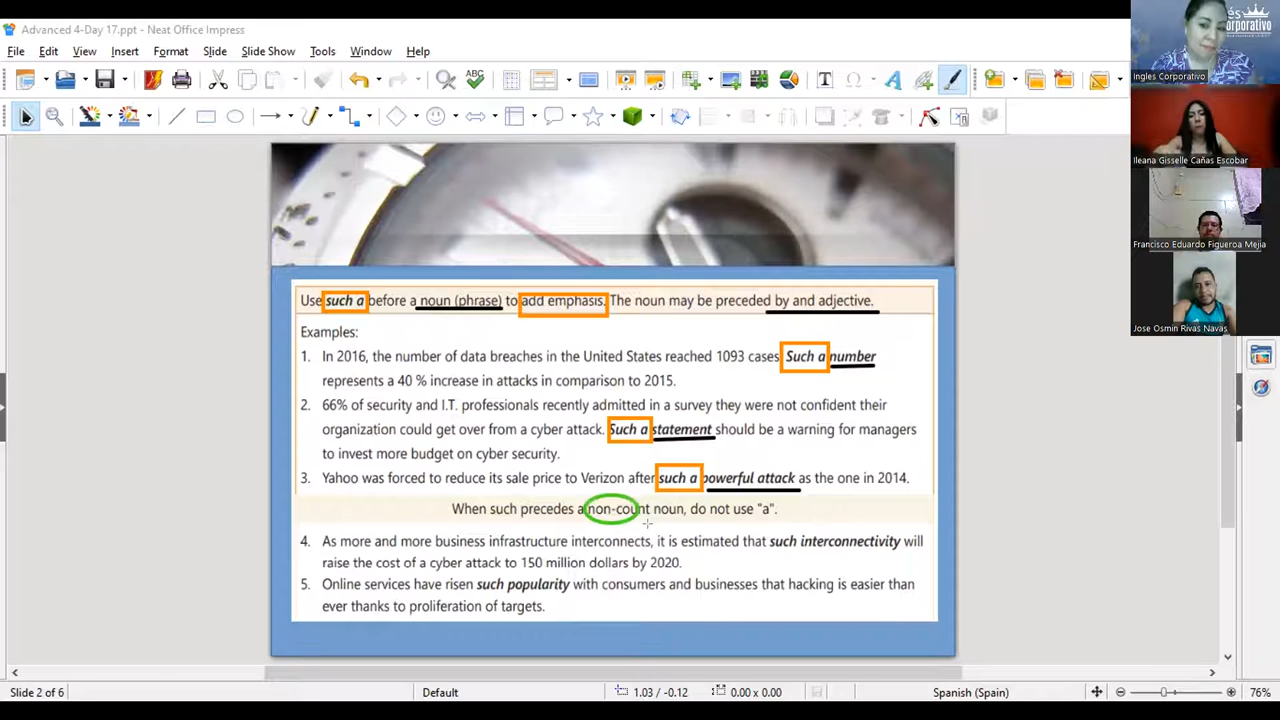 Advanced 4-Day 17.ppt - Neat Office Impress
File Edit View Insert Format Slide Slide Show Tools Window Help
Use such a before a noun (phrase) to add emphasis. The noun may be preceded by and adjective.
Examples:
1. In 2016, the number of data breaches in the United States reached 1093 cases Such a number
represents a 40 % increase in attacks in comparison to 2015.
2. 66% of security and I.T. professionals recently admitted in a survey they were not confident their
organization could get over from a cyber attack. Such a statement should be a warning for managers
to invest more budget on cyber security.
3. Yahoo was forced to reduce its sale price to Verizon after such a powerful attack as the one in 2014.
When such precedes a non-count noun, do not use "a".
4. As more and more business infrastructure interconnects, it is estimated that such interconnectivity will
raise the cost of a cyber attack to 150 million dollars by 2020.
5. Online services have risen such popularity with consumers and businesses that hacking is easier than
ever thanks to proliferation of targets.
Slide 2 of 6 Default 1.03 / -0.12 0.00 x 0.00 Spanish (Spain) 76%
ABC
és
orporativo
Ingles Corporativo
Ileana Gisselle Cañas Escobar
Francisco Eduardo Figueroa Mejia
Jose Osmin Rivas Navas